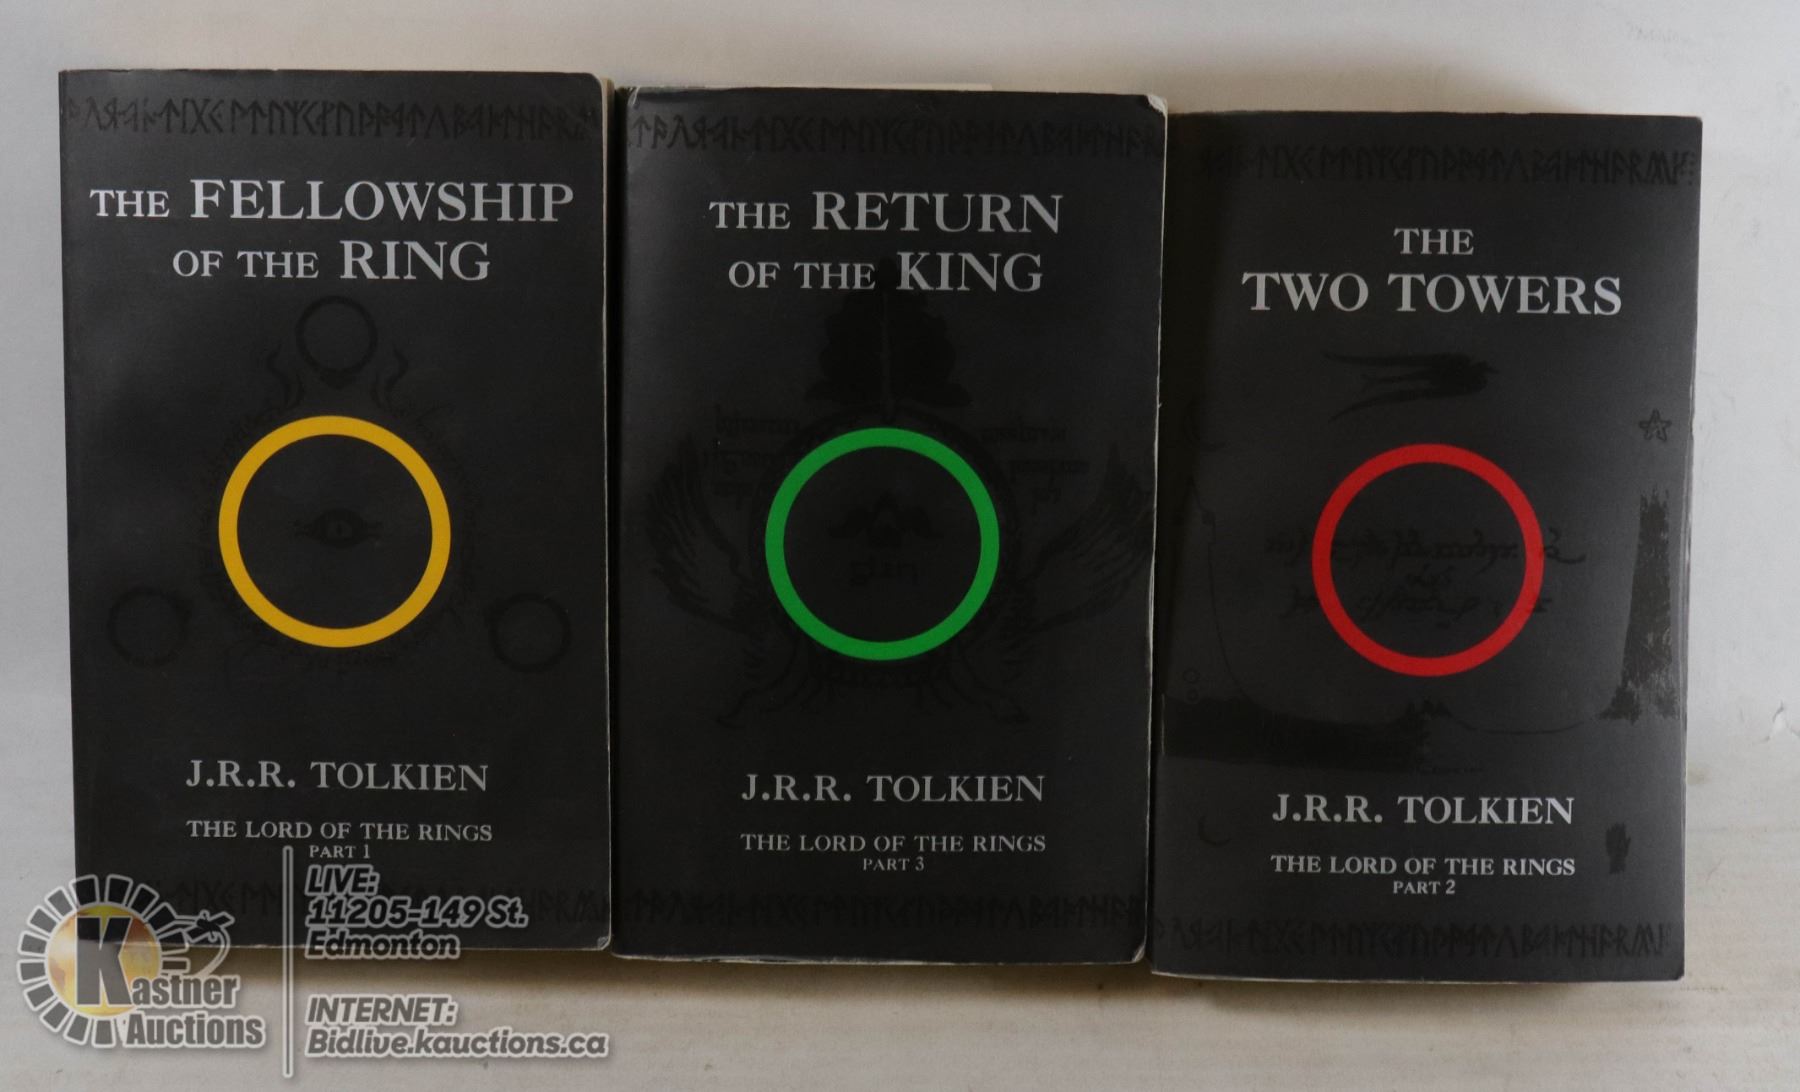 THE FELLOWSHIP
OF THE RING
J.R.R. TOLKIEN
THE LORD OF THE RINGS
PART 1
THE RETURN
OF THE KING
J.R.R. TOLKIEN
THE LORD OF THE RINGS
PART 3
THE
TWO TOWERS
J.R.R. TOLKIEN
THE LORD OF THE RINGS
PART 2
Kastner
Auctions
LIVE:
11205-149 St.
Edmonton
INTERNET:
Bidlive.kauctions.ca